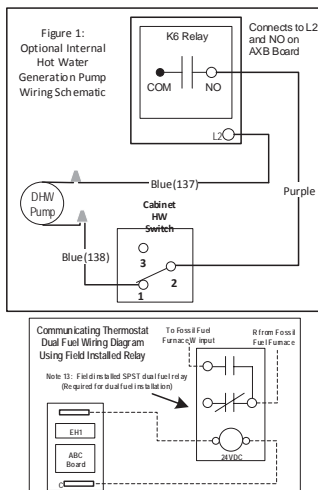 Figure 1:
Optional Internal
Hot Water
Generation Pump
Wiring Schematic
K6 Relay
COM
NO
L2
Connects to L2
and NO on
AXB Board
Blue(137)
DHW
Pump
Purple
Cabinet
HW
Switch
Blue(138)
3
2
1
Communicating Thermostat
Dual Fuel Wiring Diagram
Using Field Installed Relay
To Fossil Fuel
Furnace W input
R from Fossil
Fuel Furnace
Note 13: Field installed SPST dual fuel relay
(Required for dual fuel installation)
EH1
ABC
Board
C
24VDC